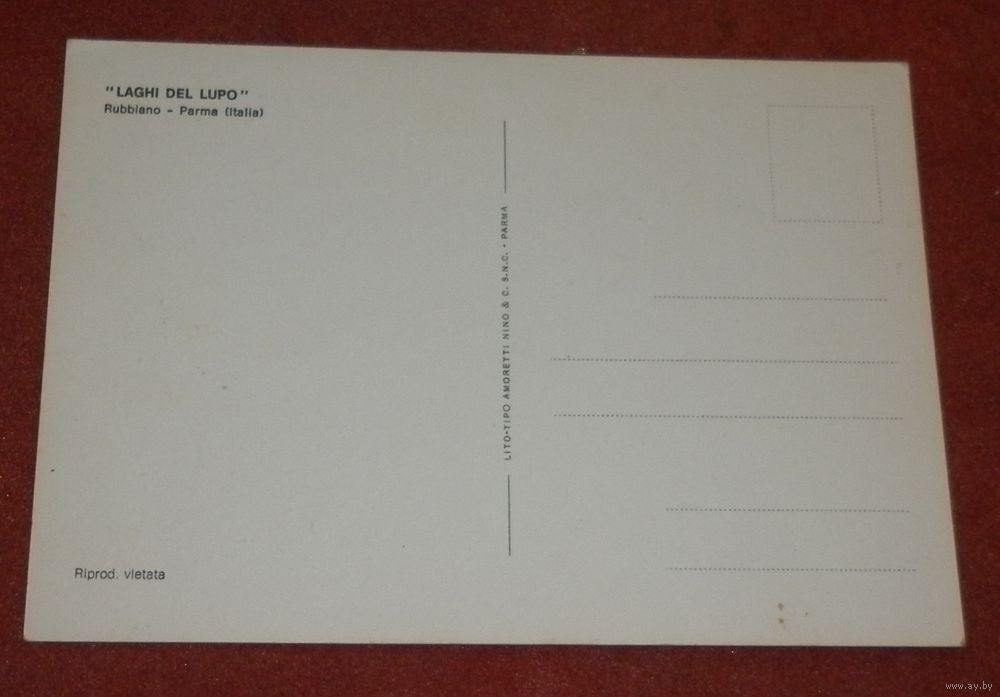 "LAGHI DEL LUPO"
Rubbiano - Parma (Italia)
LITO-TIPO AMORETTI NINO & C. S.N.C. - PARMA
Riprod. vietata
www.ay.by